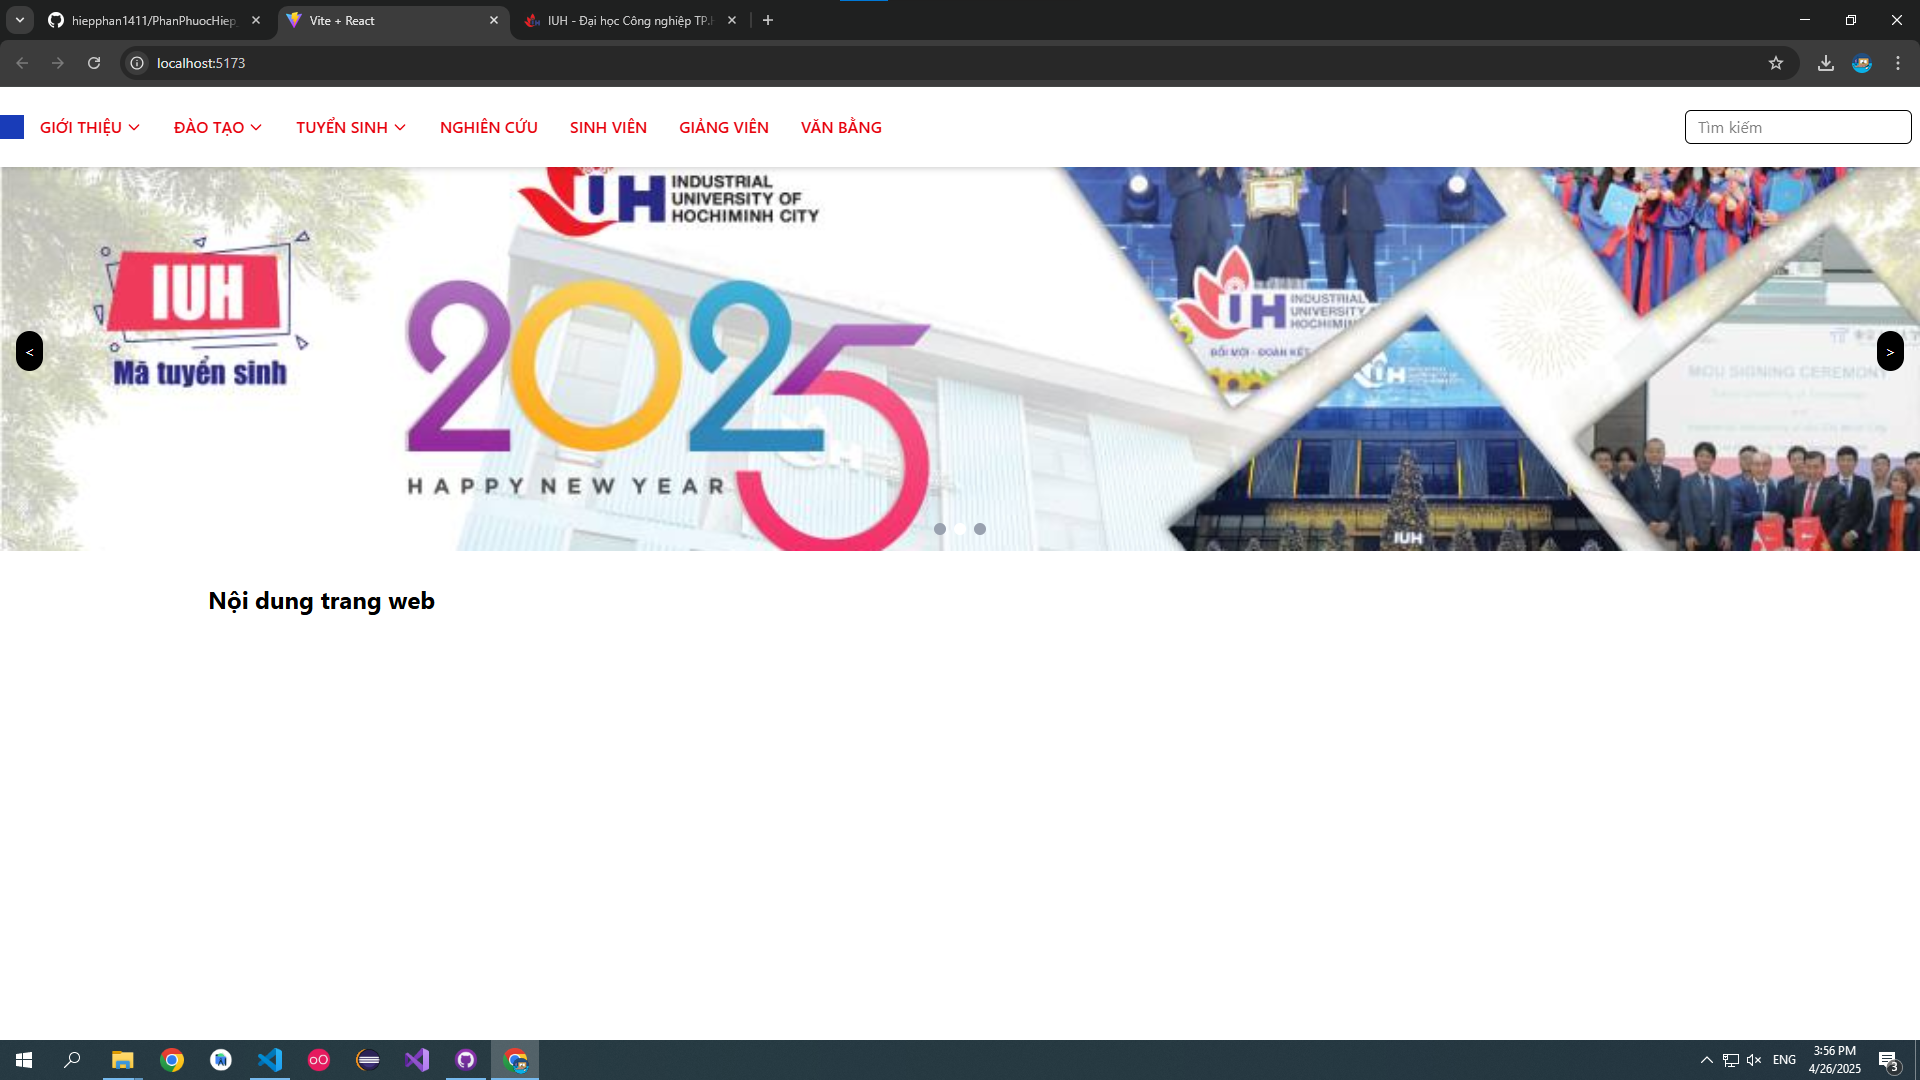 hiepphan1411/PhanPhuocHiep_
Vite + React
IUH - Đại học Công nghiệp TP.H
localhost:5173
GIỚI THIỆU
ĐÀO TẠO
TUYỂN SINH
NGHIÊN CỨU
SINH VIÊN
GIẢNG VIÊN
VĂN BẰNG
Tìm kiếm
IUH
Mã tuyển sinh
UH
INDUSTRIAL
UNIVERSITY OF
HOCHIMINH CITY
2025
HAPPY NEW YEAR
UH
INDUSTRIAL
UNIVERSITY OF
HOCHIMINH
ĐỔI MỚI - ĐOÀN KẾT
MOU SIGNING CEREMONY
IUH
<
>
Nội dung trang web
ENG
3:56 PM
4/26/2025
3